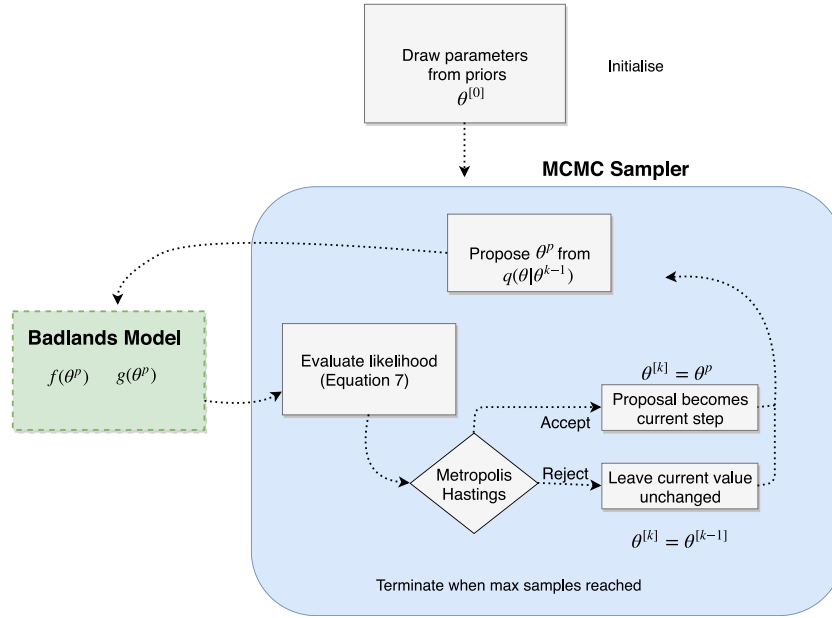 Draw parameters
from priors
θ^{[0]}
Initialise
MCMC Sampler
Propose θ^{p} from
q(θ|θ^{k−1})
Badlands Model
f(θ^{p}) g(θ^{p})
Evaluate likelihood
(Equation 7)
θ^{[k]} = θ^{p}
Proposal becomes
current step
Accept
Metropolis
Hastings
Reject
Leave current value
unchanged
θ^{[k]} = θ^{[k−1]}
Terminate when max samples reached